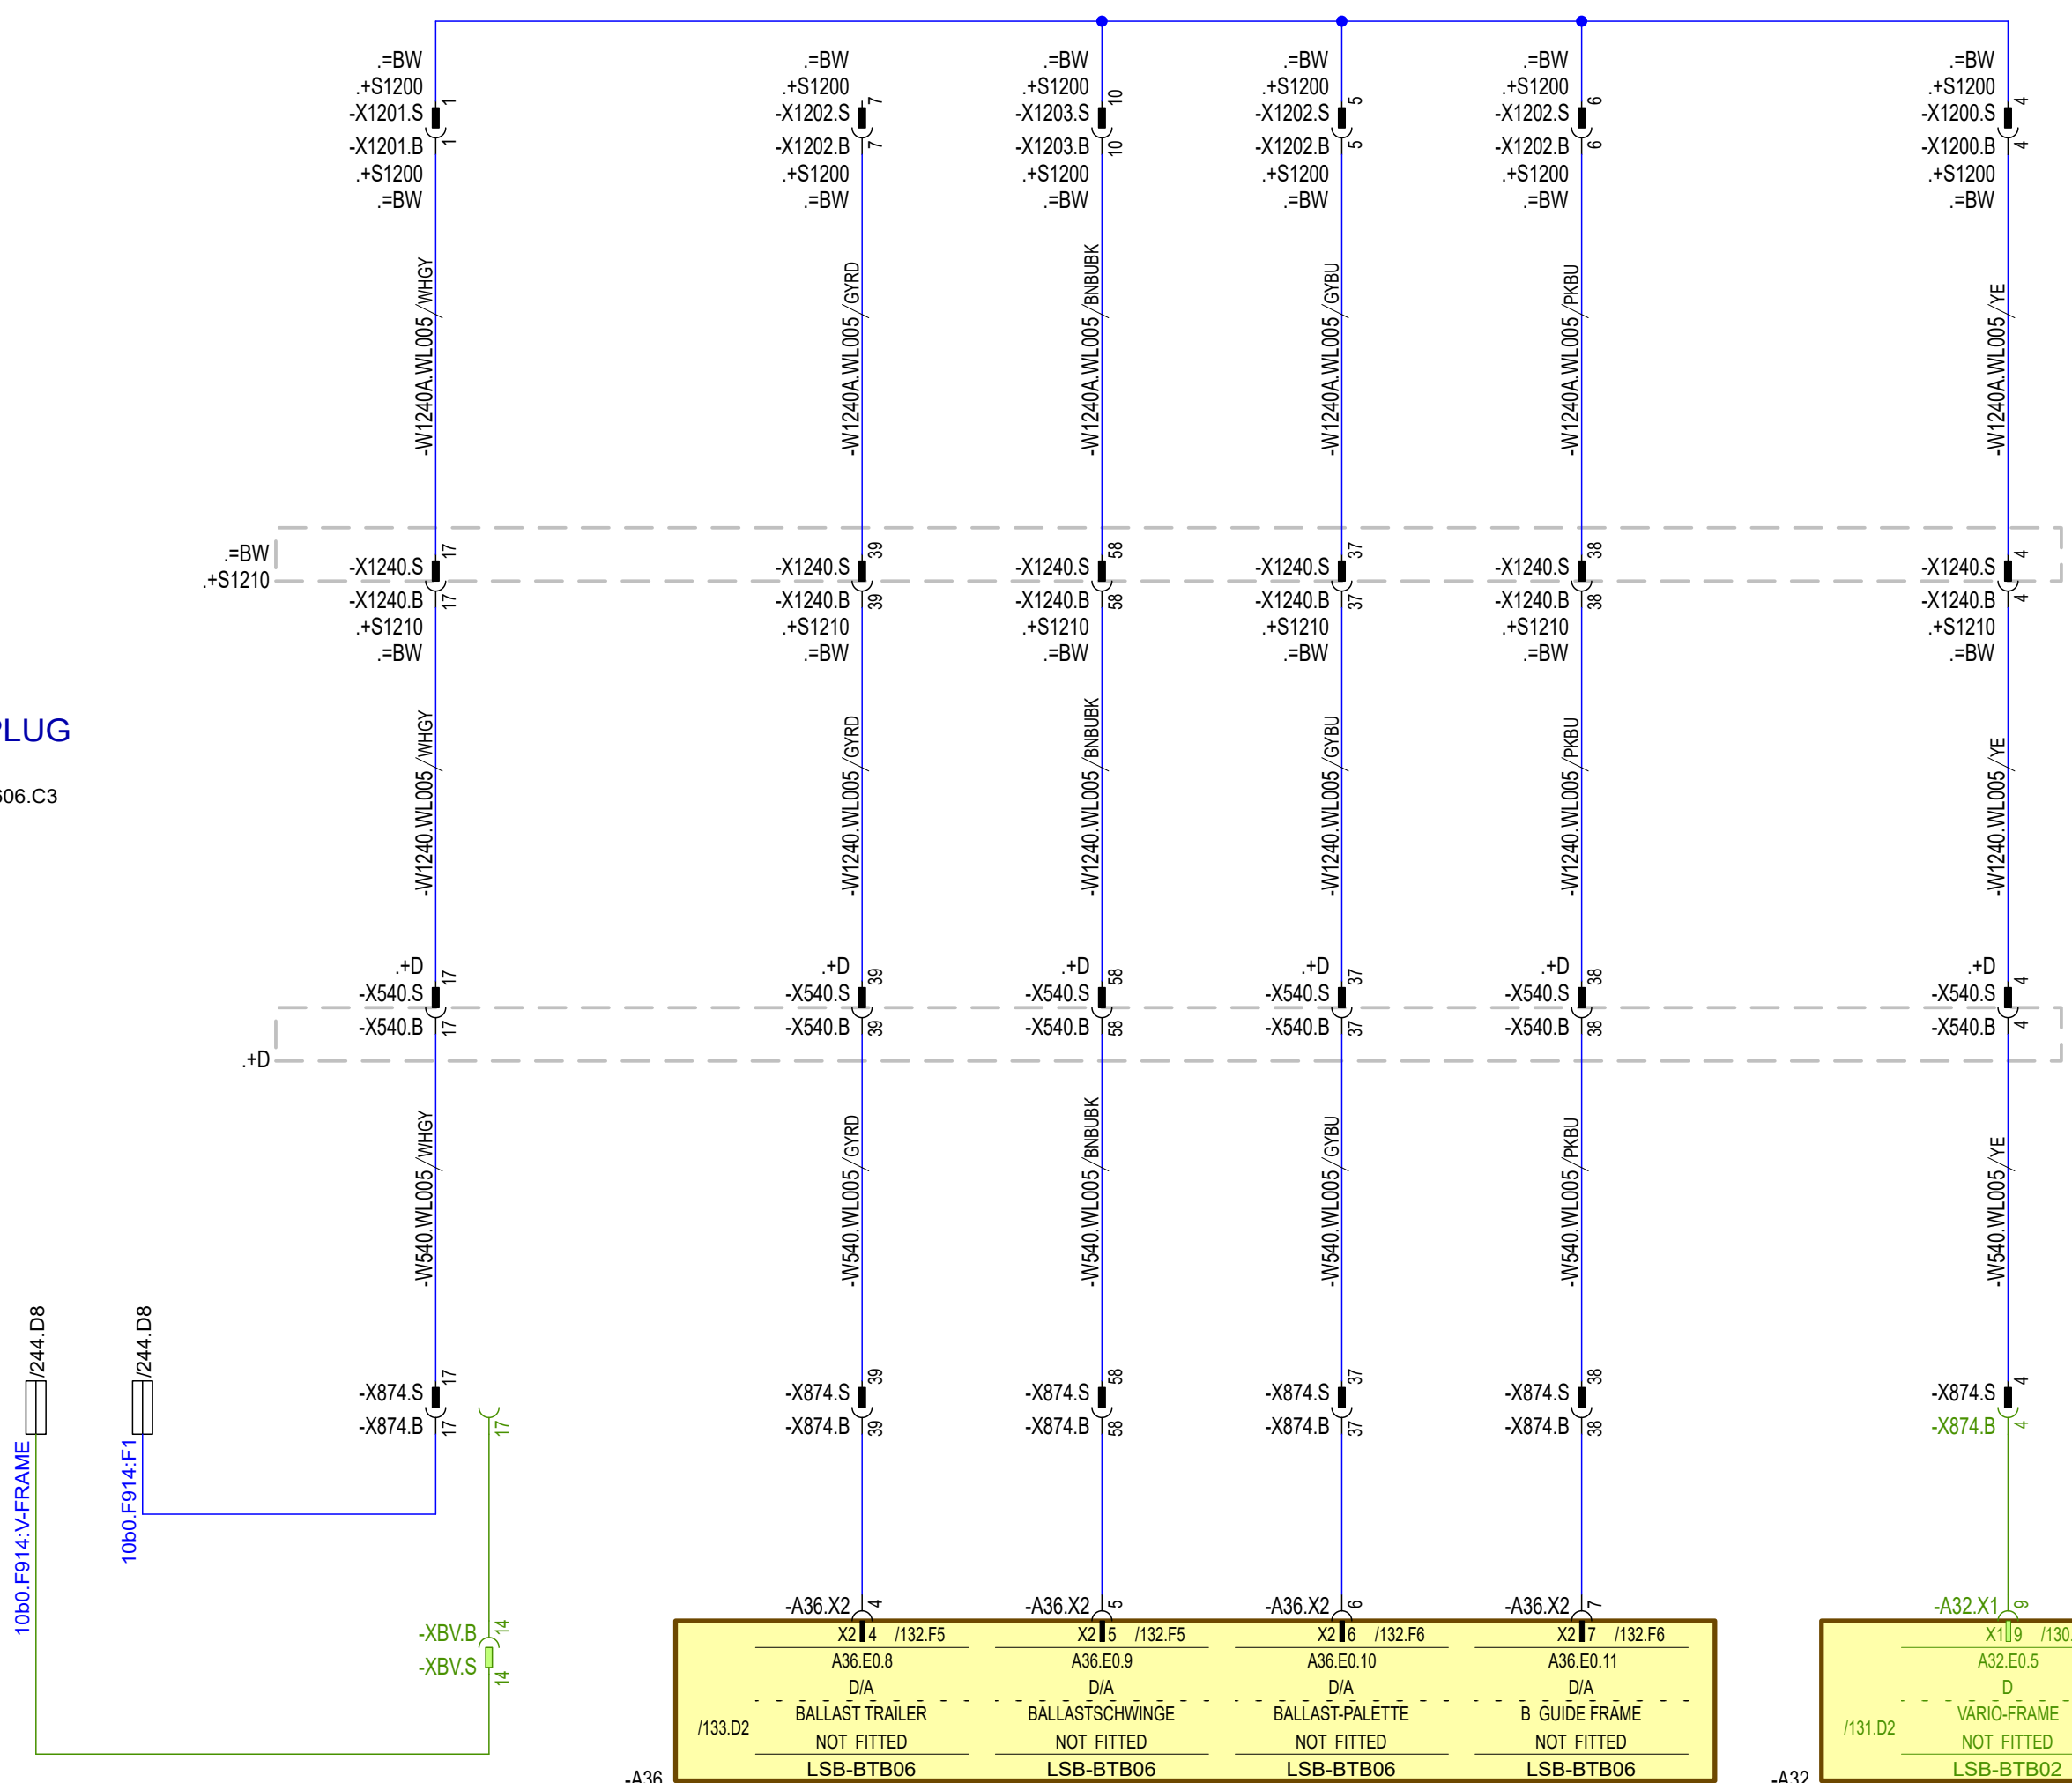 .=BW .=BW .=BW .=BW .=BW .=BW
.+S1200 .+S1200 .+S1200 .+S1200 .+S1200 .+S1200
-X1201.S 1 -X1202.S 7 -X1203.S 10 -X1202.S 5 -X1202.S 6 -X1200.S 4
-X1201.B 1 -X1202.B 7 -X1203.B 10 -X1202.B 5 -X1202.B 6 -X1200.B 4
.+S1200 .+S1200 .+S1200 .+S1200 .+S1200 .+S1200
.=BW .=BW .=BW .=BW .=BW .=BW
-W1240A.WL005 /WHGY -W1240A.WL005 /GYRD -W1240A.WL005 /BNBUBK -W1240A.WL005 /GYBU -W1240A.WL005 /PKBU -W1240A.WL005 /YE
.=BW
.+S1210
-X1240.S 17 -X1240.S 39 -X1240.S 58 -X1240.S 37 -X1240.S 38 -X1240.S 4
-X1240.B 17 -X1240.B 39 -X1240.B 58 -X1240.B 37 -X1240.B 38 -X1240.B 4
.+S1210 .+S1210 .+S1210 .+S1210 .+S1210 .+S1210
.=BW .=BW .=BW .=BW .=BW .=BW
PLUG
606.C3
-W1240.WL005 /WHGY -W1240.WL005 /GYRD -W1240.WL005 /BNBUBK -W1240.WL005 /GYBU -W1240.WL005 /PKBU -W1240.WL005 /YE
.+D .+D .+D .+D .+D .+D
-X540.S 17 -X540.S 39 -X540.S 58 -X540.S 37 -X540.S 38 -X540.S 4
-X540.B 17 -X540.B 39 -X540.B 58 -X540.B 37 -X540.B 38 -X540.B 4
.+D
-W540.WL005 /WHGY -W540.WL005 /GYRD -W540.WL005 /BNBUBK -W540.WL005 /GYBU -W540.WL005 /PKBU -W540.WL005 /YE
/244.D8 /244.D8
-X874.S 17 -X874.S 39 -X874.S 58 -X874.S 37 -X874.S 38 -X874.S 4
-X874.B 17 17 -X874.B 39 -X874.B 58 -X874.B 37 -X874.B 38 -X874.B 4
10b0.F914:V-FRAME 10b0.F914:F1
-XBV.B 14
-XBV.S 14
-A36.X2 4 -A36.X2 5 -A36.X2 6 -A36.X2 7 -A32.X1 9
X2 4 /132.F5 X2 5 /132.F5 X2 6 /132.F6 X2 7 /132.F6 X1 9 /130.
A36.E0.8 A36.E0.9 A36.E0.10 A36.E0.11 A32.E0.5
D/A D/A D/A D/A D
/133.D2 BALLAST TRAILER BALLASTSCHWINGE BALLAST-PALETTE B GUIDE FRAME /131.D2 VARIO-FRAME
NOT FITTED NOT FITTED NOT FITTED NOT FITTED NOT FITTED
LSB-BTB06 LSB-BTB06 LSB-BTB06 LSB-BTB06 LSB-BTB02
-A36 -A32